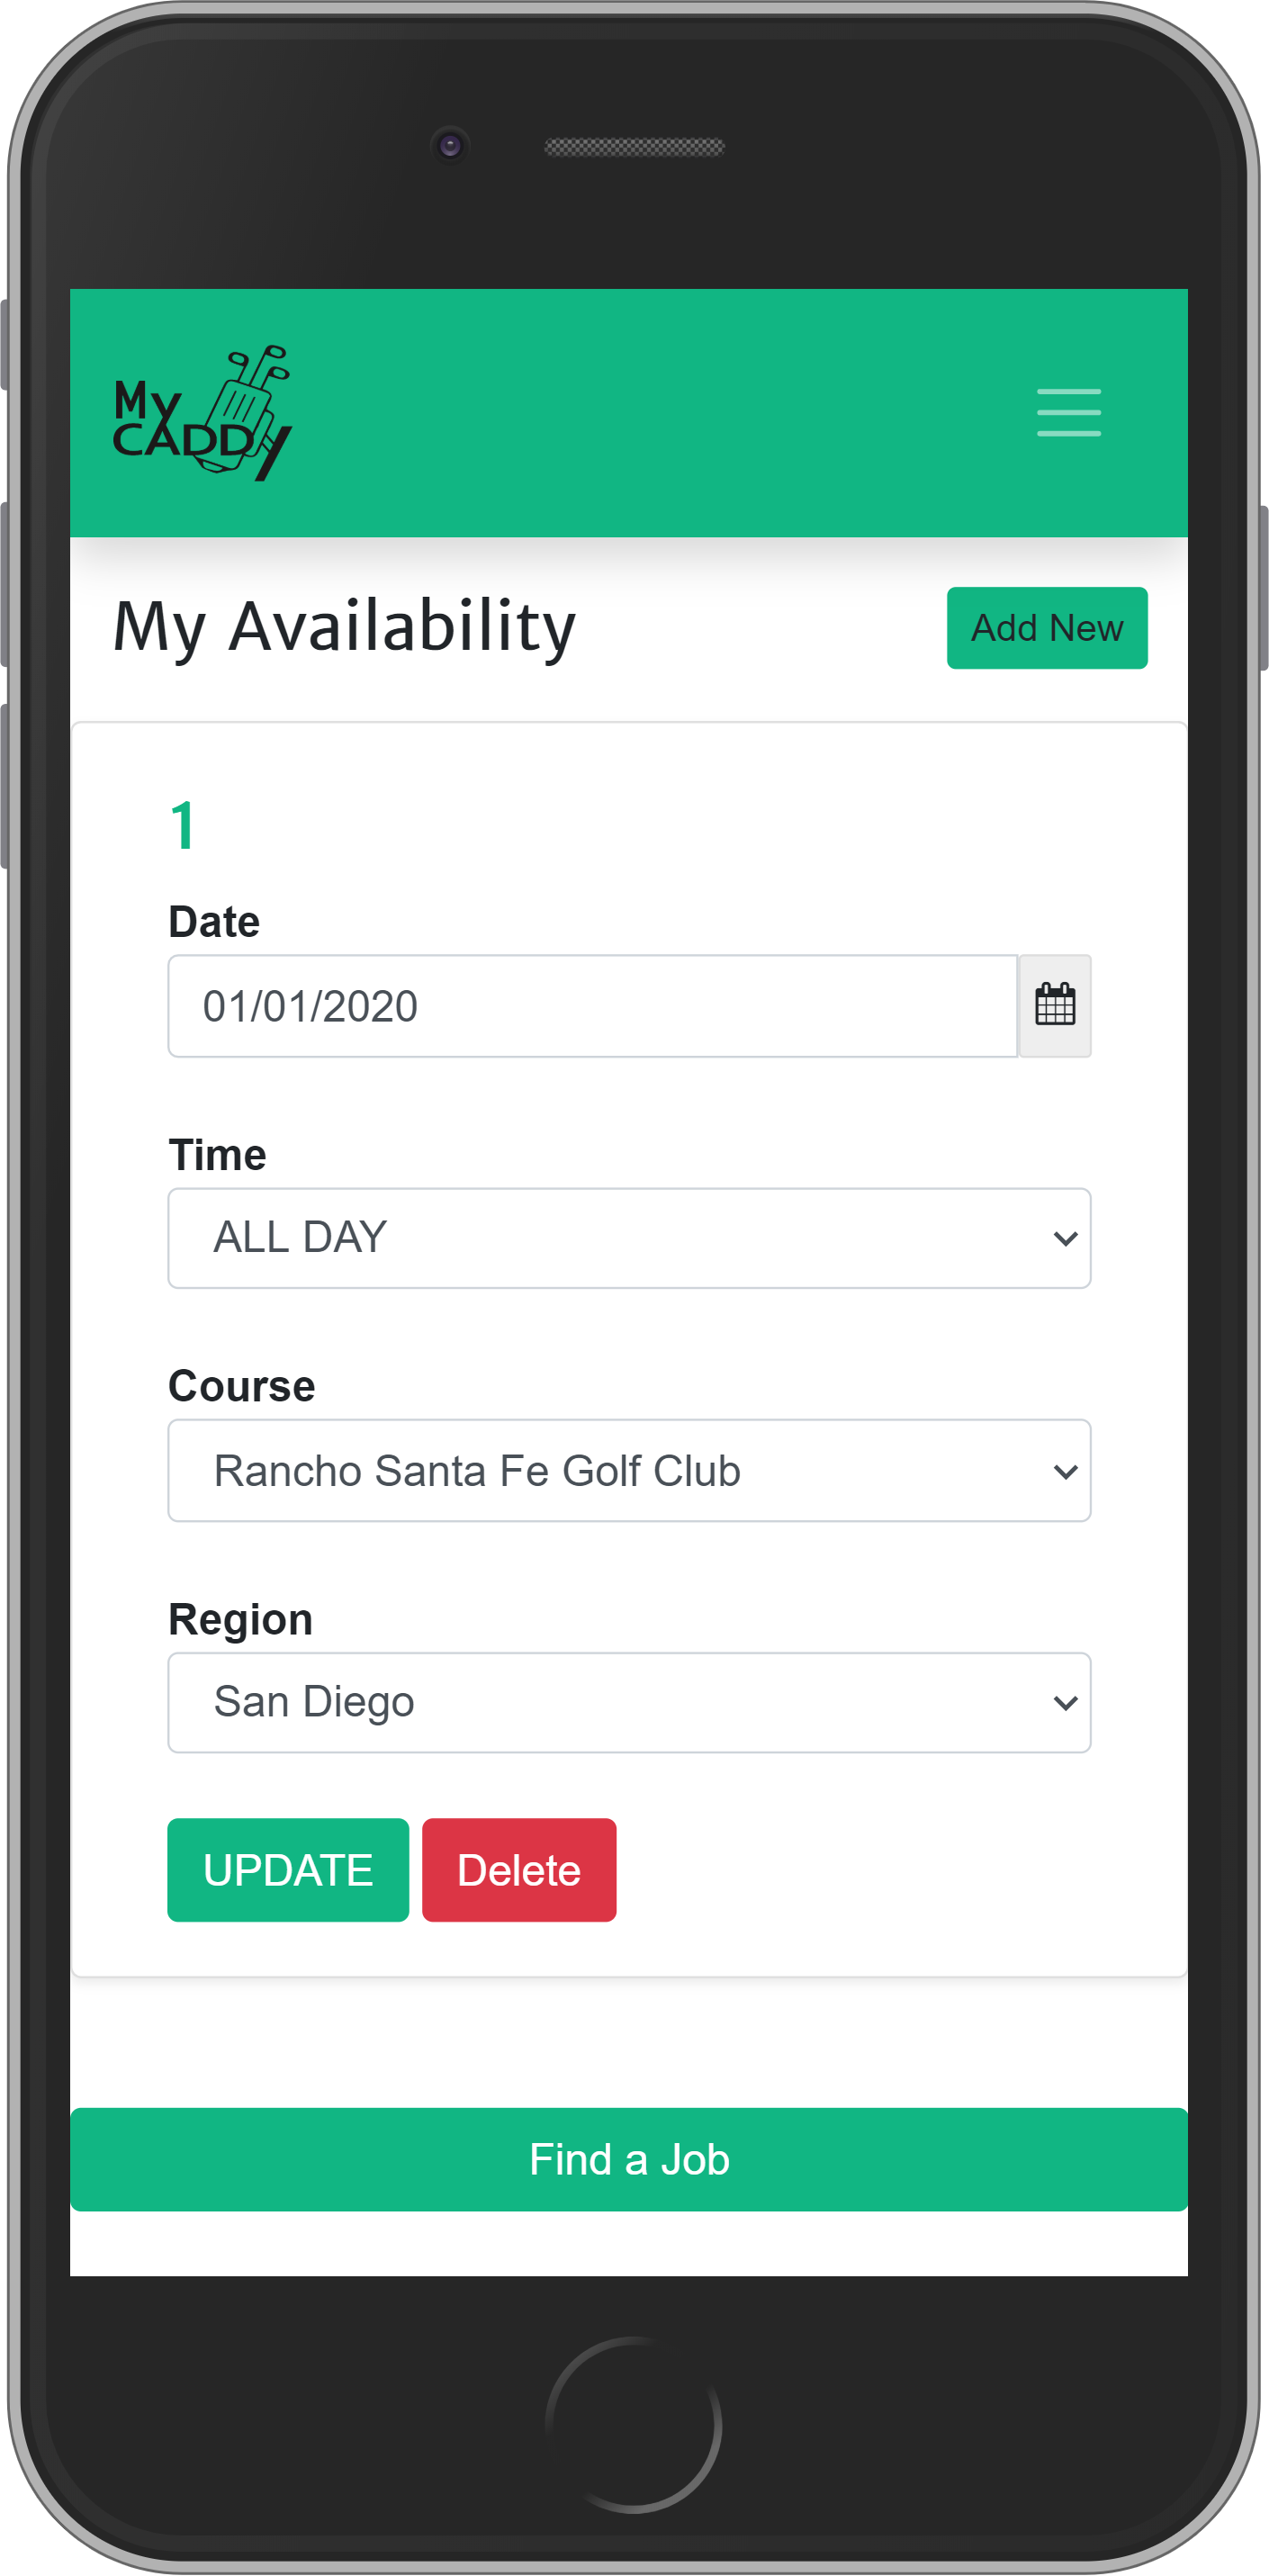 My
CADDY
My Availability
Add New
1
Date
01/01/2020
Time
ALL DAY
Course
Rancho Santa Fe Golf Club
Region
San Diego
UPDATE
Delete
Find a Job